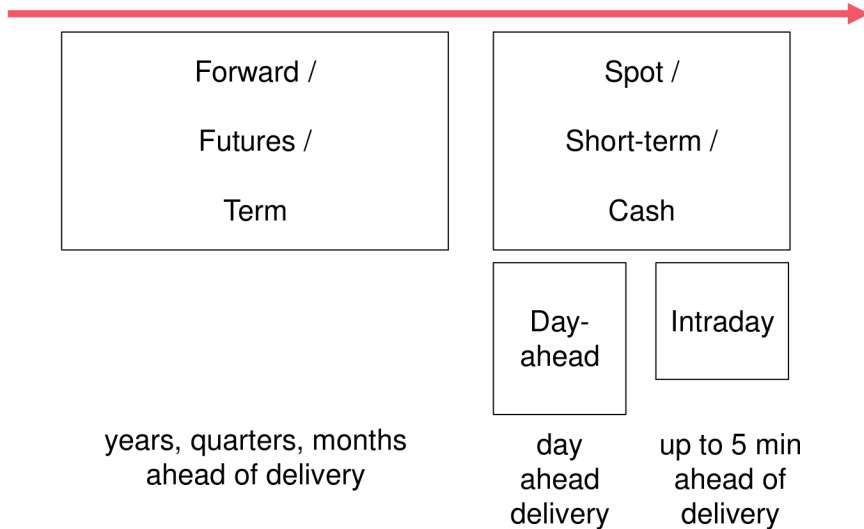 Forward /
Futures /
Term
Spot /
Short-term /
Cash
Day-
ahead
Intraday
years, quarters, months
ahead of delivery
day
ahead
delivery
up to 5 min
ahead of
delivery